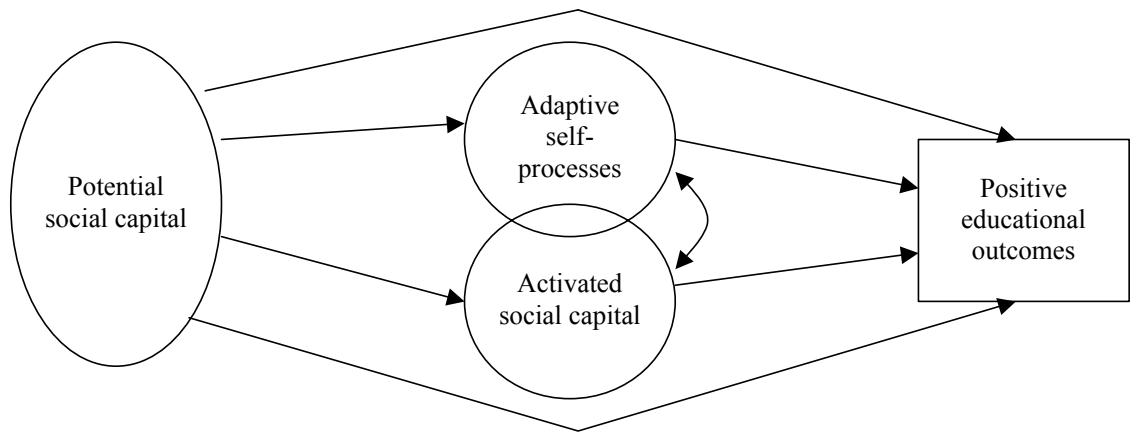 Potential
social capital
Adaptive
self-
processes
Activated
social capital
Positive
educational
outcomes